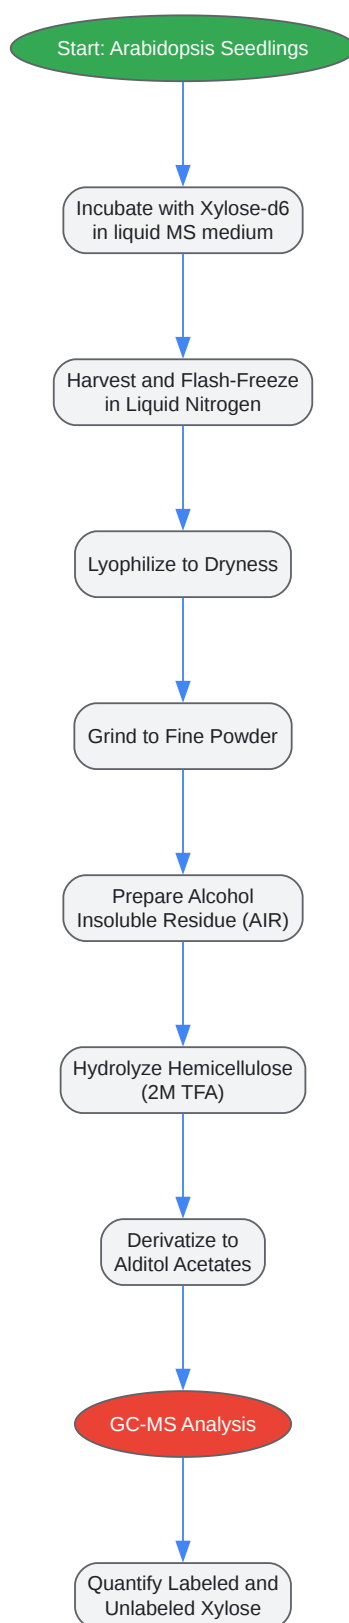 Start: Arabidopsis Seedlings
Incubate with Xylose-d6
in liquid MS medium
Harvest and Flash-Freeze
in Liquid Nitrogen
Lyophilize to Dryness
Grind to Fine Powder
Prepare Alcohol
Insoluble Residue (AIR)
Hydrolyze Hemicellulose
(2M TFA)
Derivatize to
Alditol Acetates
GC-MS Analysis
Quantify Labeled and
Unlabeled Xylose